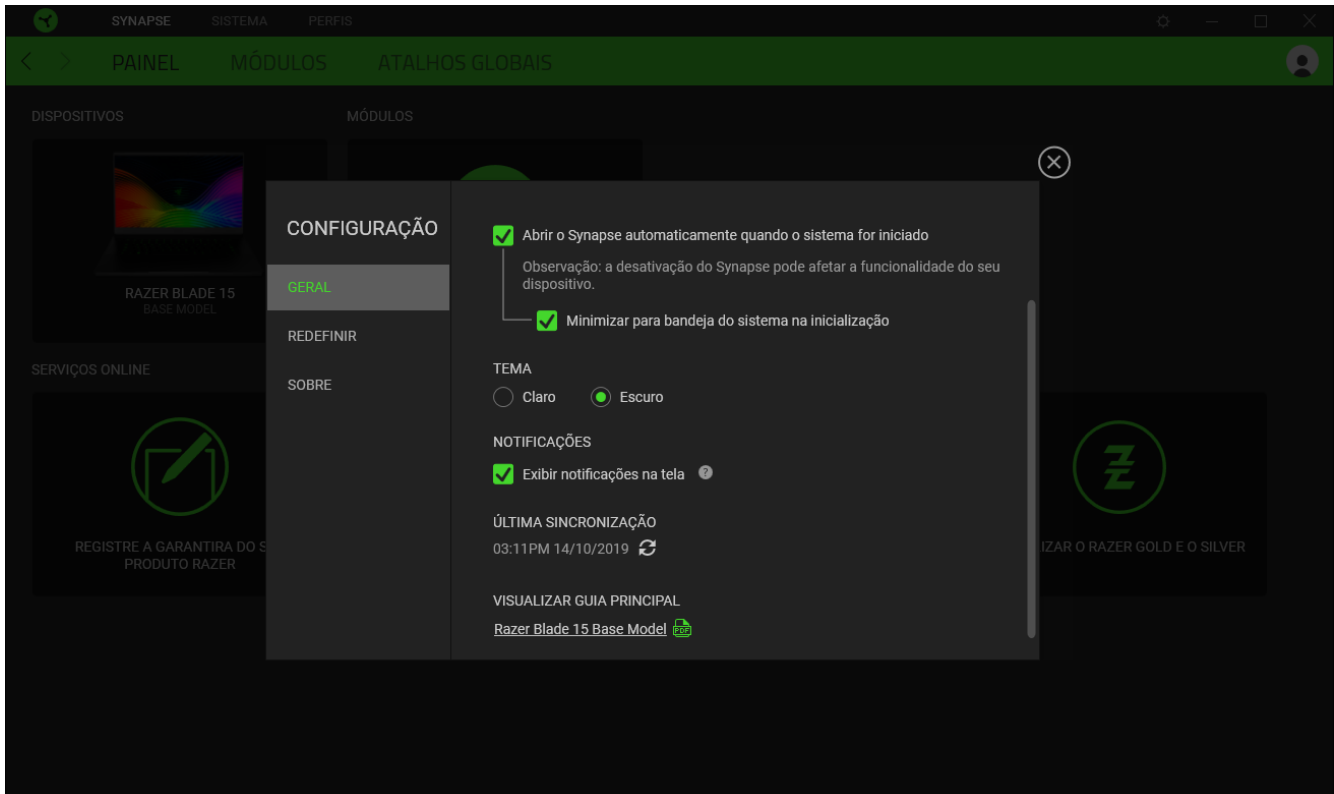 SYNAPSE SISTEMA PERFIS
PAINEL MÓDULOS ATALHOS GLOBAIS
DISPOSITIVOS MÓDULOS
RAZER BLADE 15
BASE MODEL
SERVIÇOS ONLINE
REGISTRE A GARANTIRA DO S
PRODUTO RAZER
IZAR O RAZER GOLD E O SILVER
CONFIGURAÇÃO
GERAL
REDEFINIR
SOBRE
Abrir o Synapse automaticamente quando o sistema for iniciado
Observação: a desativação do Synapse pode afetar a funcionalidade do seu
dispositivo.
Minimizar para bandeja do sistema na inicialização
TEMA
Claro Escuro
NOTIFICAÇÕES
Exibir notificações na tela ?
ÚLTIMA SINCRONIZAÇÃO
03:11PM 14/10/2019
VISUALIZAR GUIA PRINCIPAL
Razer Blade 15 Base Model PDF